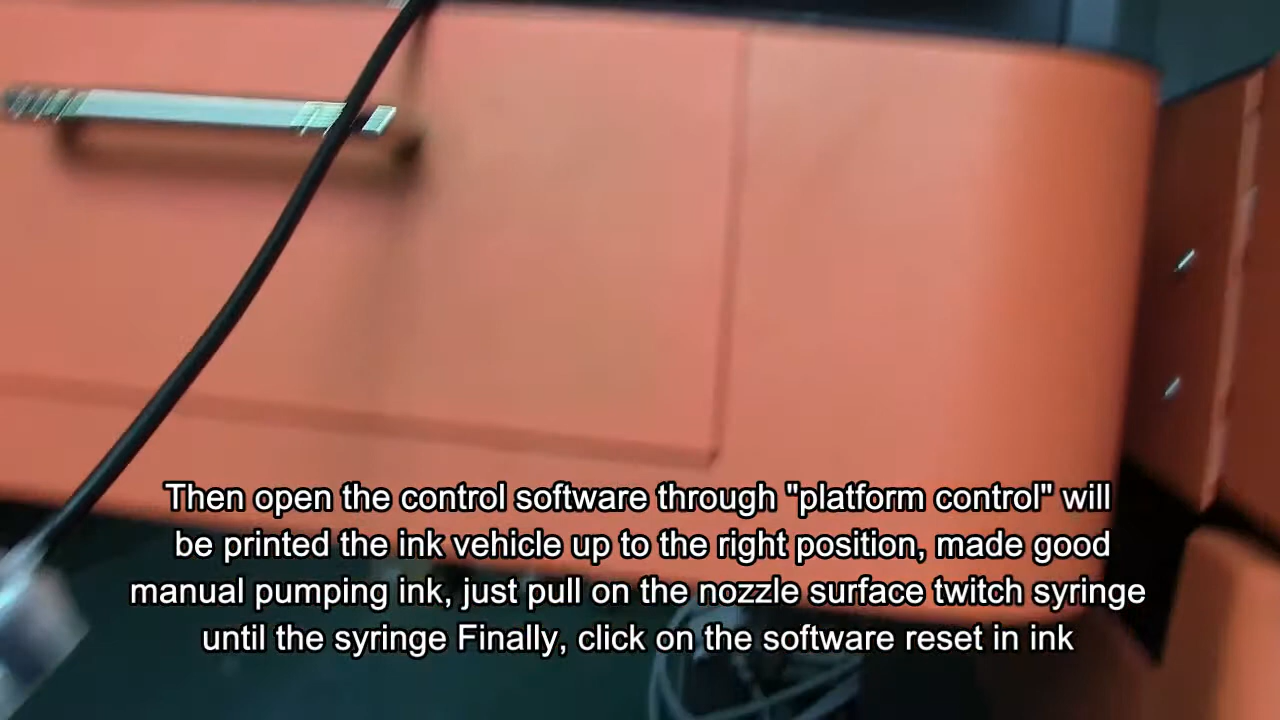 Then open the control software through "platform control" will
be printed the ink vehicle up to the right position, made good
manual pumping ink, just pull on the nozzle surface twitch syringe
until the syringe Finally, click on the software reset in ink